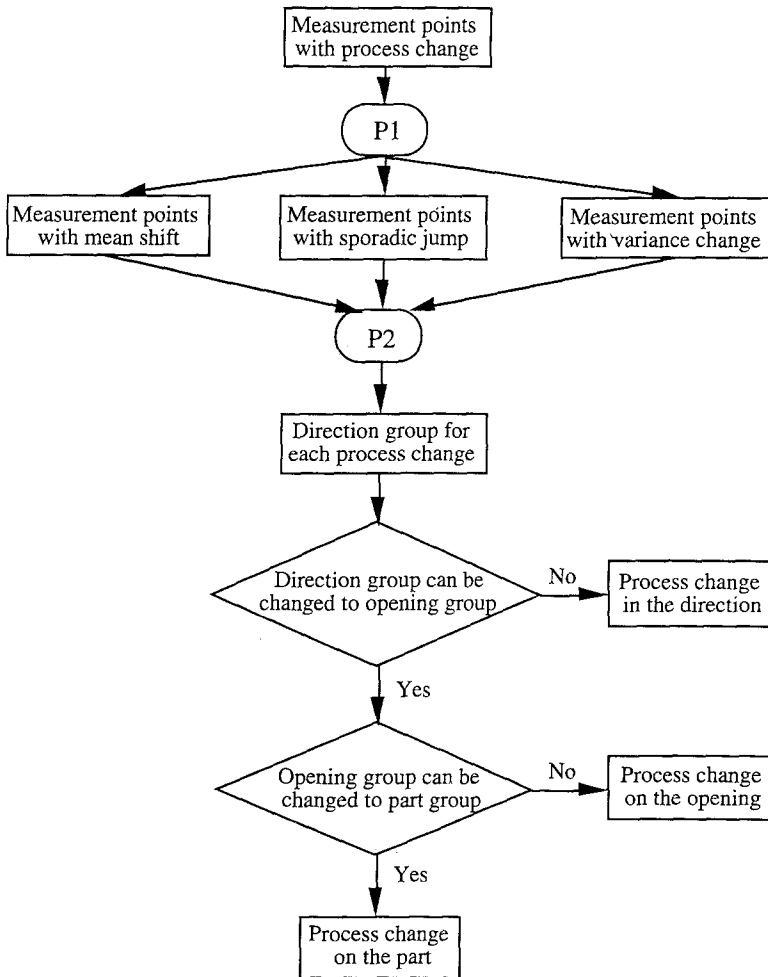 Measurement points
with process change
P1
Measurement points
with mean shift
Measurement points
with sporadic jump
Measurement points
with variance change
P2
Direction group for
each process change
Direction group can be
changed to opening group
No
Process change
in the direction
Yes
Opening group can be
changed to part group
No
Process change
on the opening
Yes
Process change
on the part